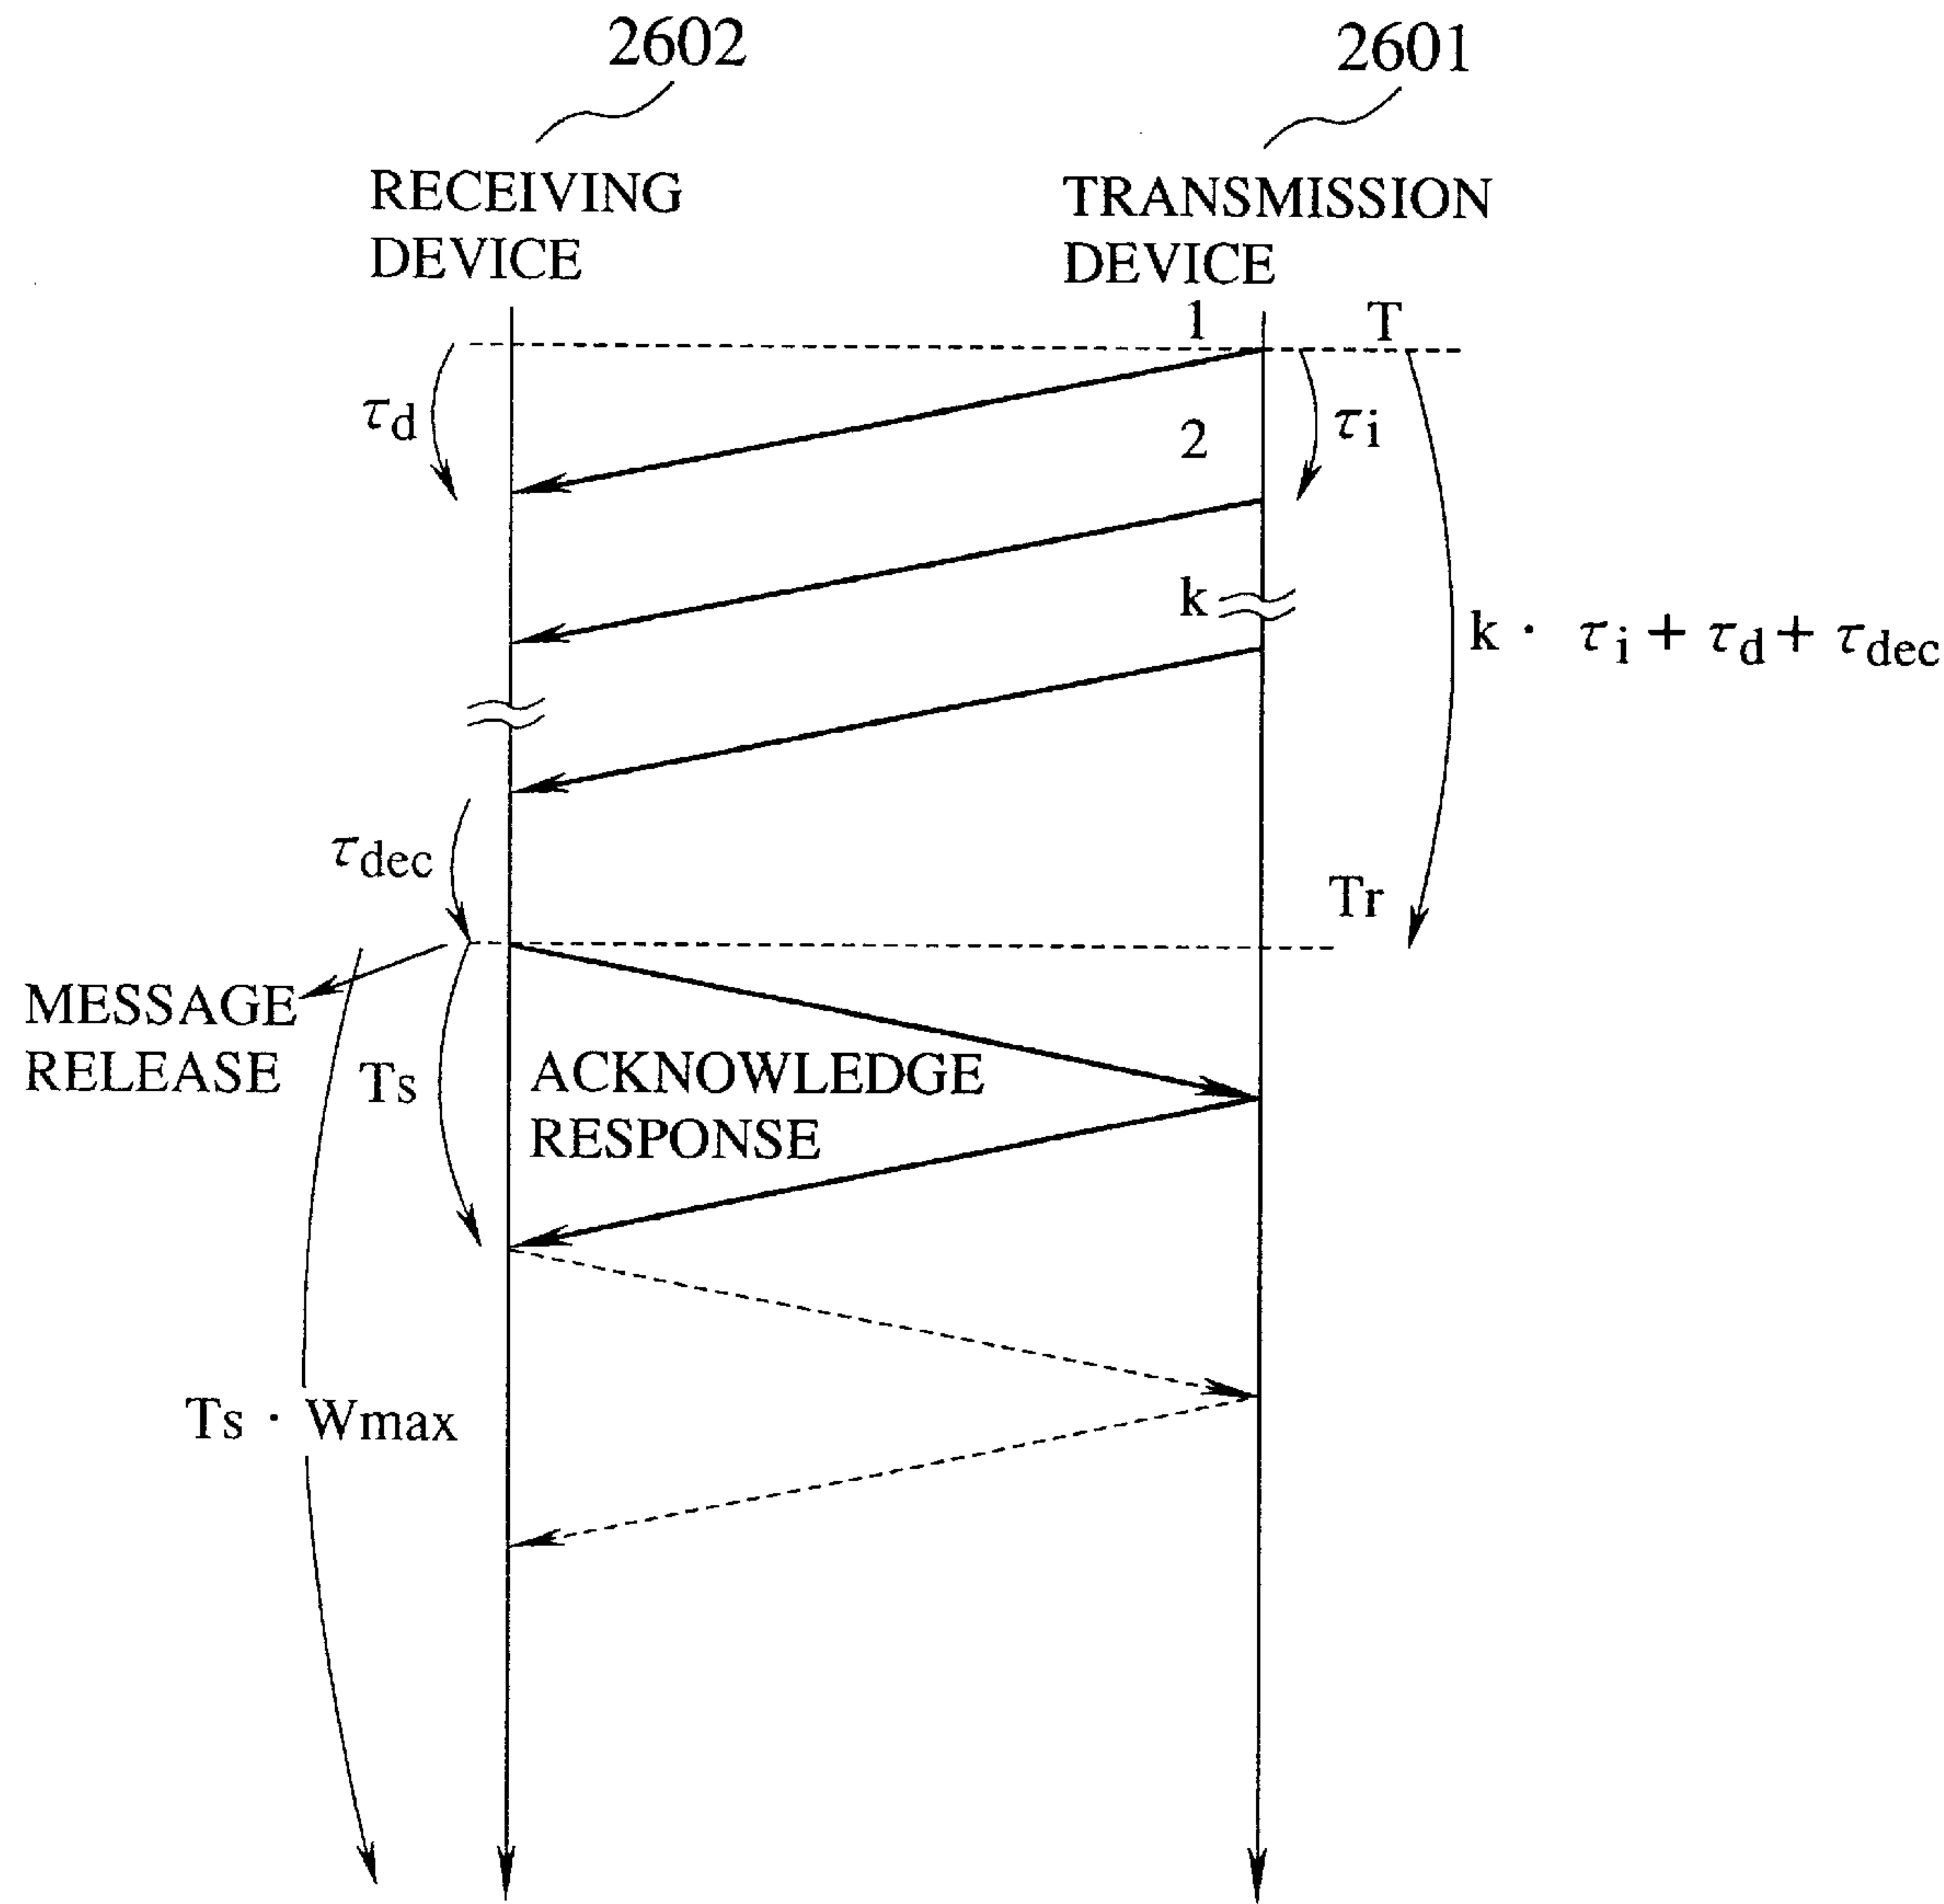 2602
2601
RECEIVING
DEVICE
TRANSMISSION
DEVICE
1
T
τd
τi
2
k
k · τi + τd + τdec
τdec
Tr
MESSAGE
RELEASE
Ts
ACKNOWLEDGE
RESPONSE
Ts · Wmax